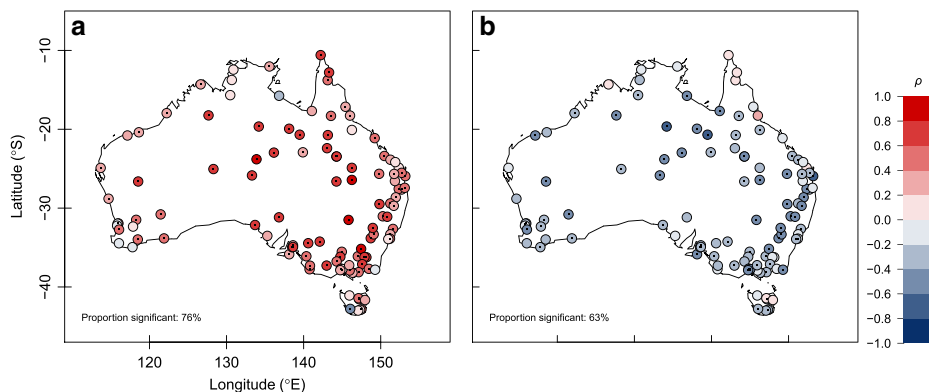 a
b
Latitude (°S)
−10
−20
−30
−40
Proportion significant: 76%
Proportion significant: 63%
120
130
140
150
Longitude (°E)
ρ
1.0
0.8
0.6
0.4
0.2
0.0
−0.2
−0.4
−0.6
−0.8
−1.0